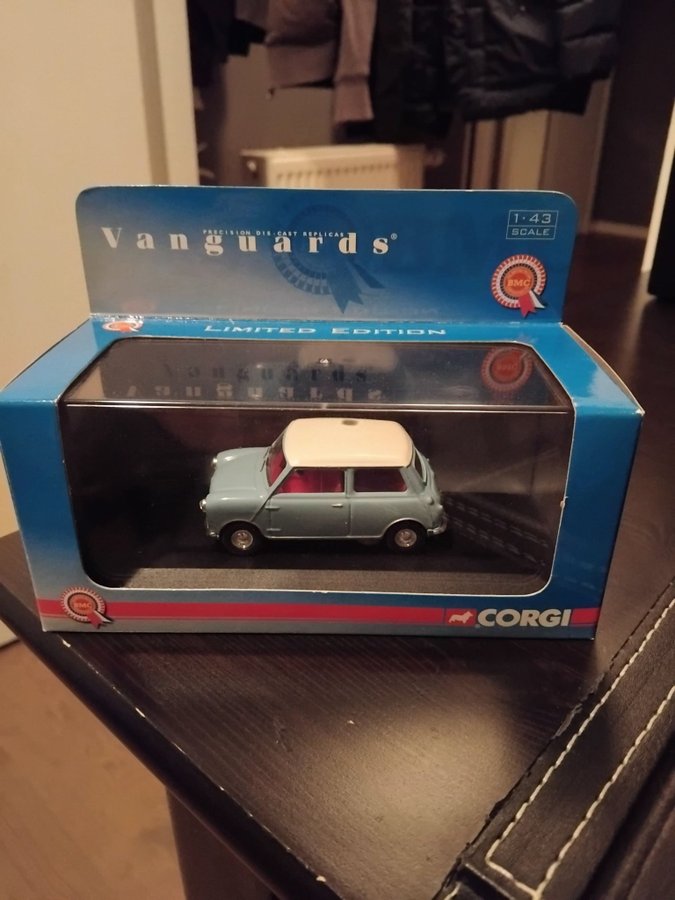 PRECISION DIE-CAST REPLICAS
Vanguards®
1·43
SCALE
BMC
LIMITED EDITION
Vanguards
BMC
CORGI